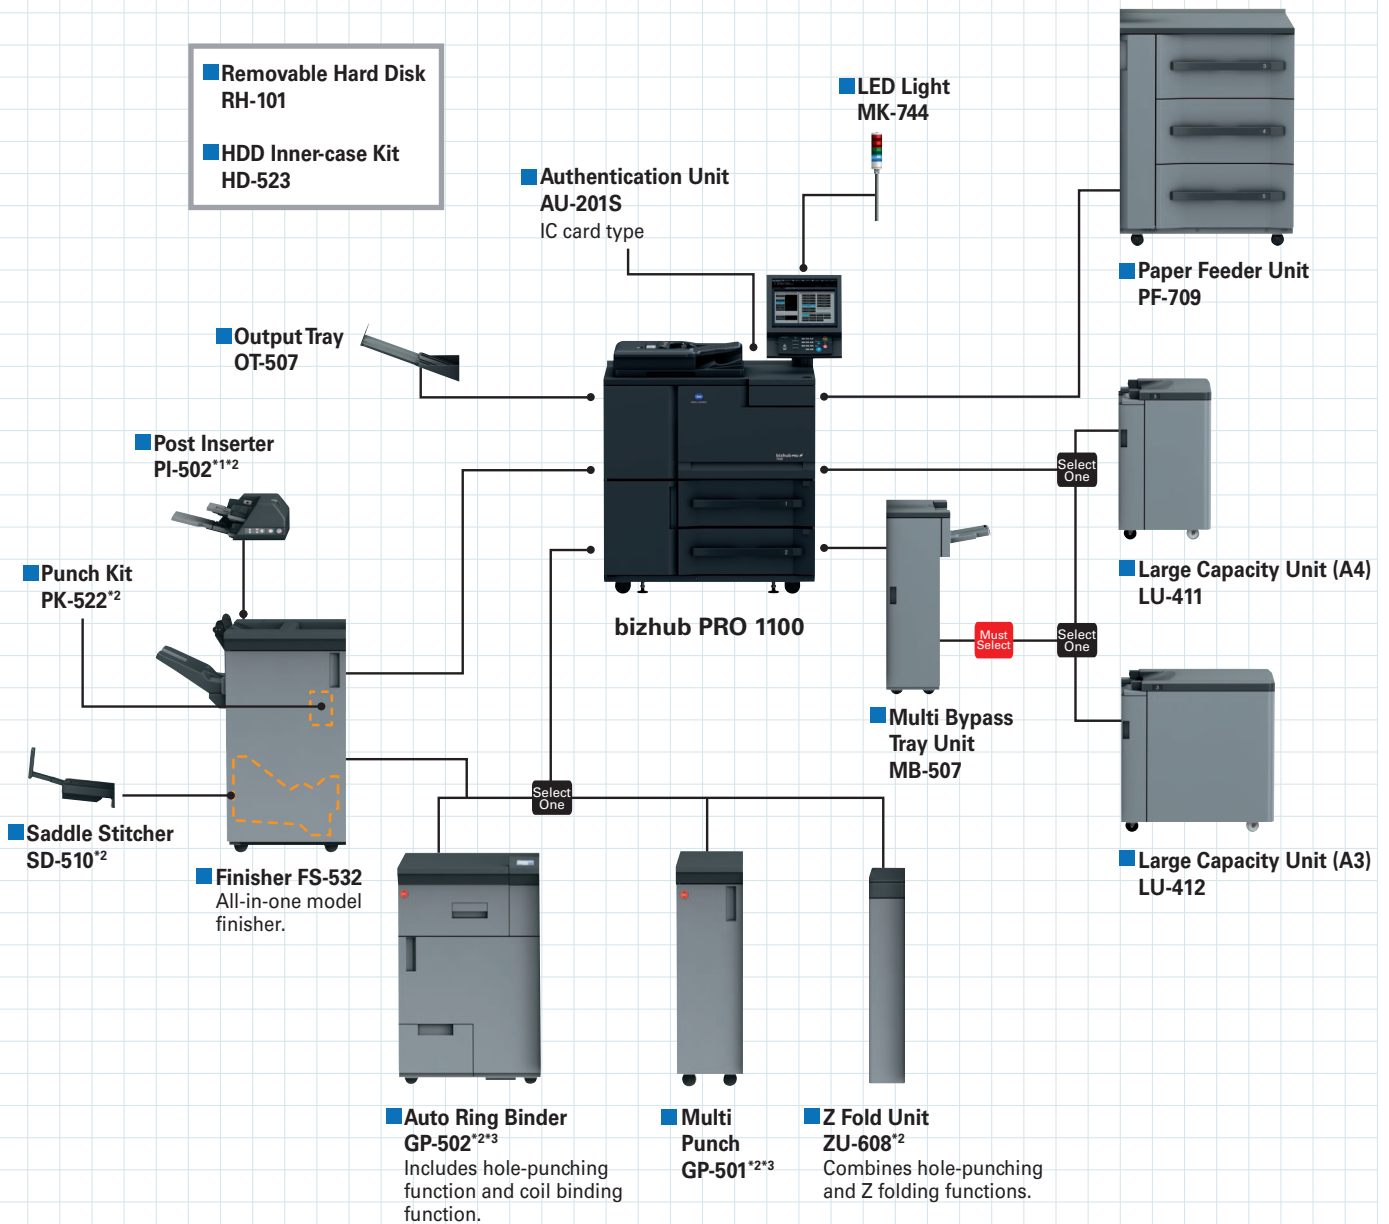 Removable Hard Disk
RH-101
HDD Inner-case Kit
HD-523
LED Light
MK-744
Authentication Unit
AU-201S
IC card type
Paper Feeder Unit
PF-709
Output Tray
OT-507
Post Inserter
PI-502*1*2
Punch Kit
PK-522*2
Saddle Stitcher
SD-510*2
Finisher FS-532
All-in-one model
finisher.
bizhub PRO 1100
Select
One
Large Capacity Unit (A4)
LU-411
Must
Select
Select
One
Multi Bypass
Tray Unit
MB-507
Large Capacity Unit (A3)
LU-412
Select
One
Auto Ring Binder
GP-502*2*3
Includes hole-punching
function and coil binding
function.
Multi
Punch
GP-501*2*3
Z Fold Unit
ZU-608*2
Combines hole-punching
and Z folding functions.